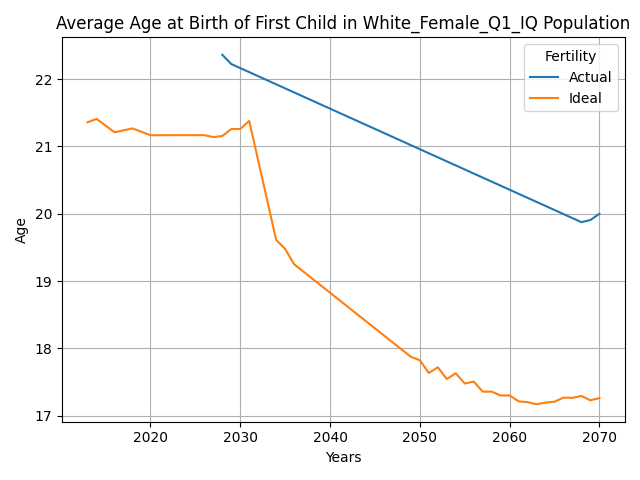 Average Age at Birth of First Child in White_Female_Q1_IQ Population
Fertility
Actual
Ideal
22
21
20
19
18
17
Age
2020 2030 2040 2050 2060 2070
Years